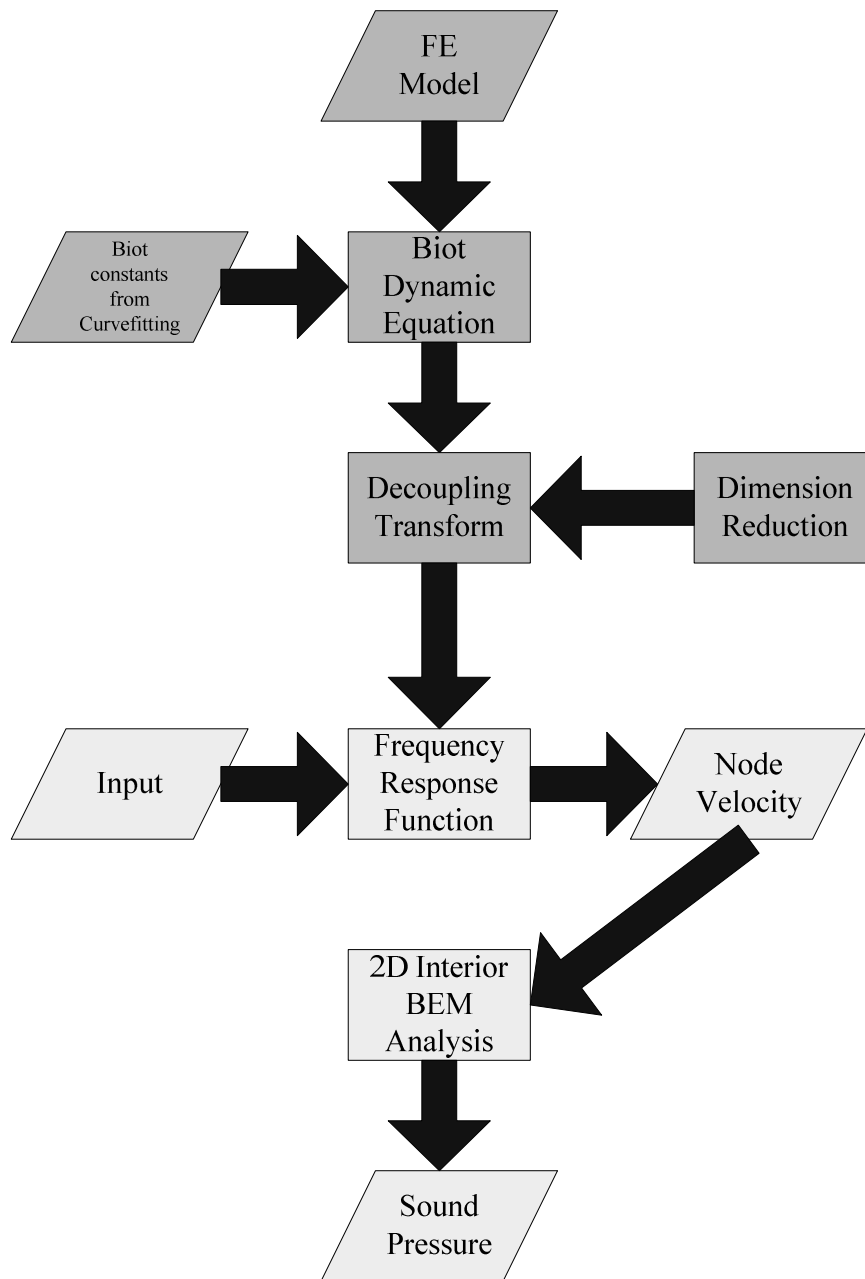 FE
Model
Biot
constants
from
Curvefitting
Biot
Dynamic
Equation
Decoupling
Transform
Dimension
Reduction
Input
Frequency
Response
Function
Node
Velocity
2D Interior
BEM
Analysis
Sound
Pressure